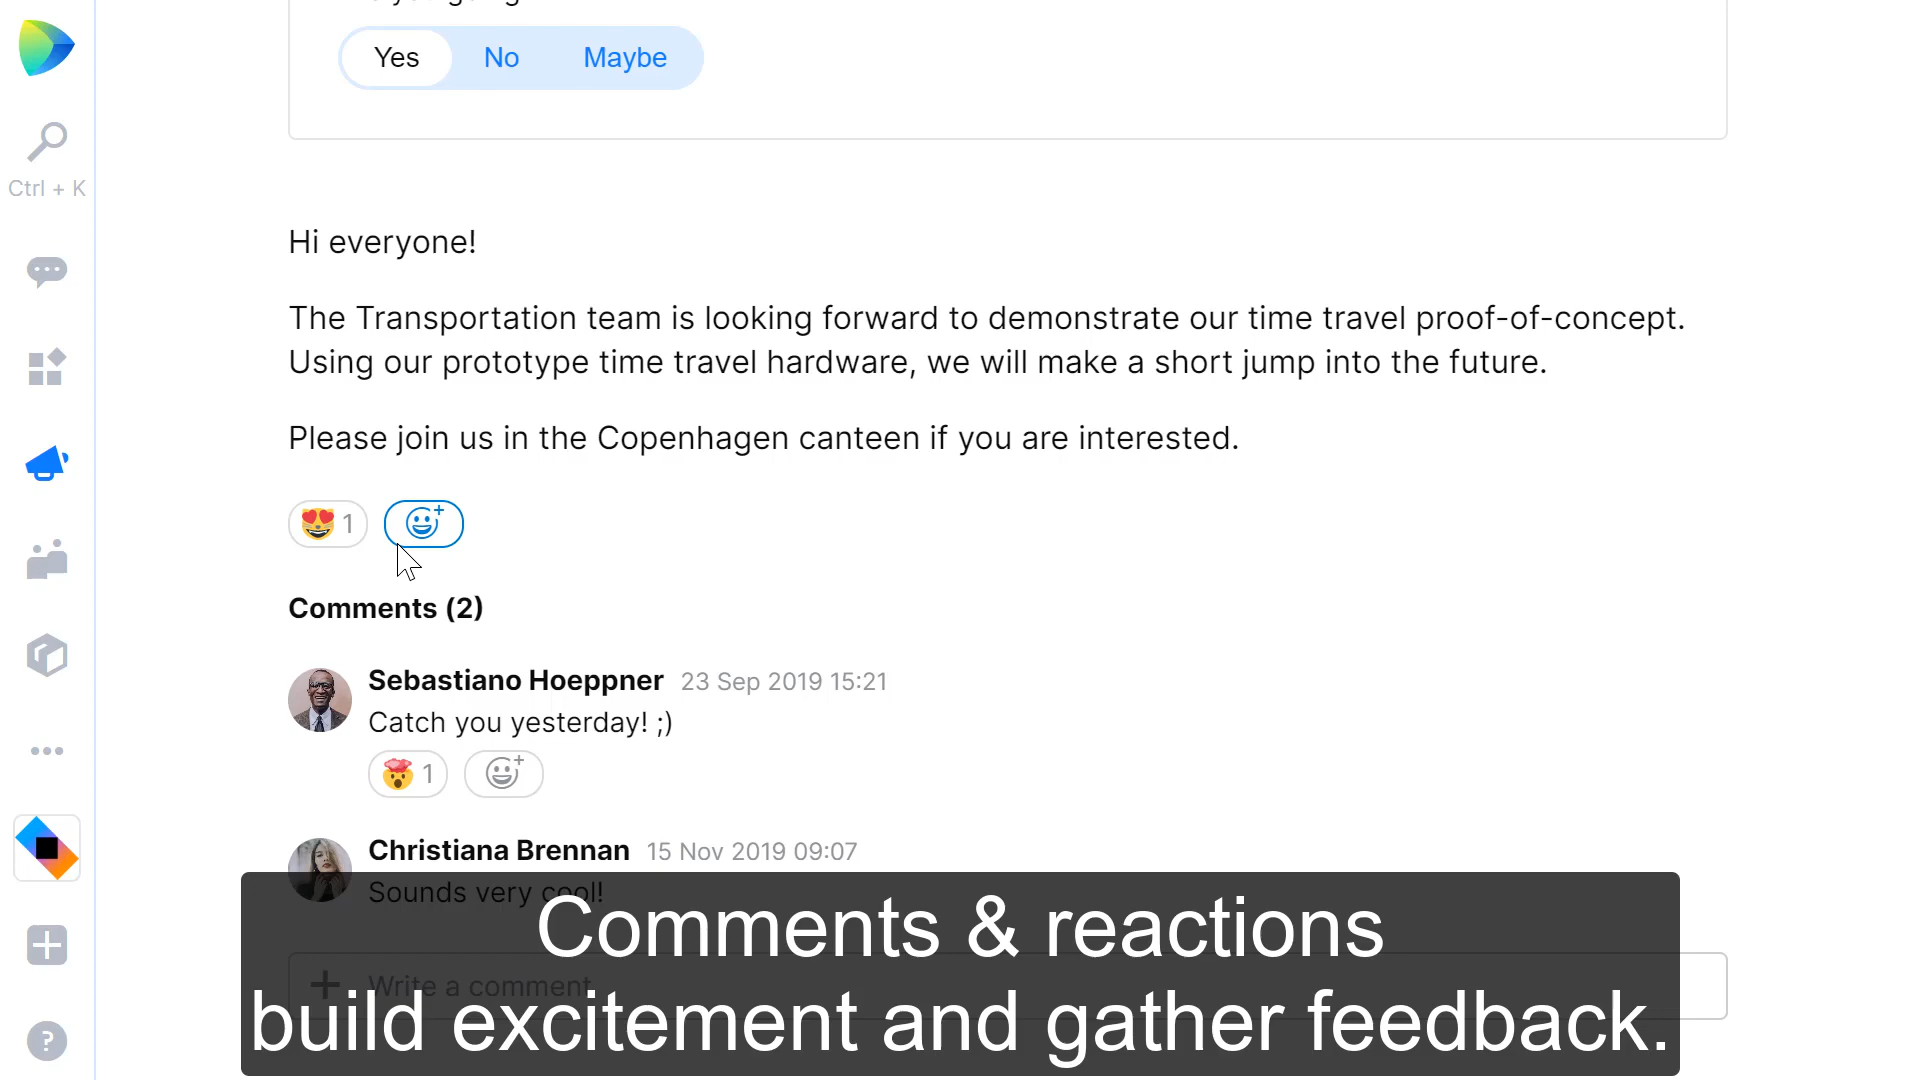 Yes No Maybe
Ctrl + K
Hi everyone!
The Transportation team is looking forward to demonstrate our time travel proof-of-concept.
Using our prototype time travel hardware, we will make a short jump into the future.
Please join us in the Copenhagen canteen if you are interested.
1
Comments (2)
Sebastiano Hoeppner 23 Sep 2019 15:21
Catch you yesterday! ;)
1
Christiana Brennan 15 Nov 2019 09:07
Sounds very cool!
Write a comment
Comments & reactions
build excitement and gather feedback.